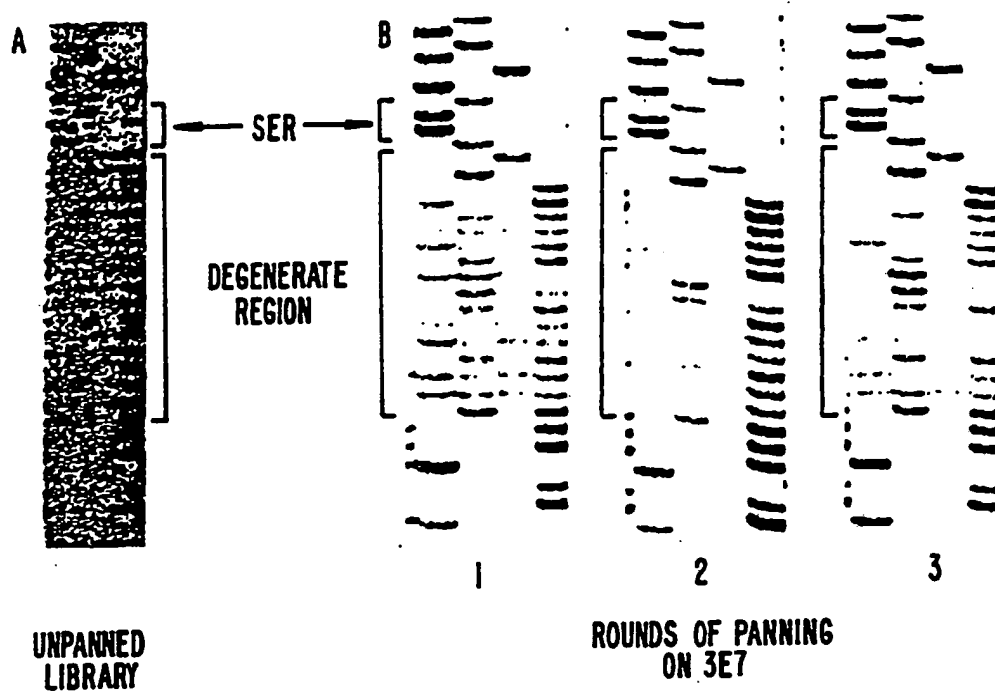 A
B
SER
DEGENERATE
REGION
1
2
3
UNPANNED
LIBRARY
ROUNDS OF PANNING
ON 3E7